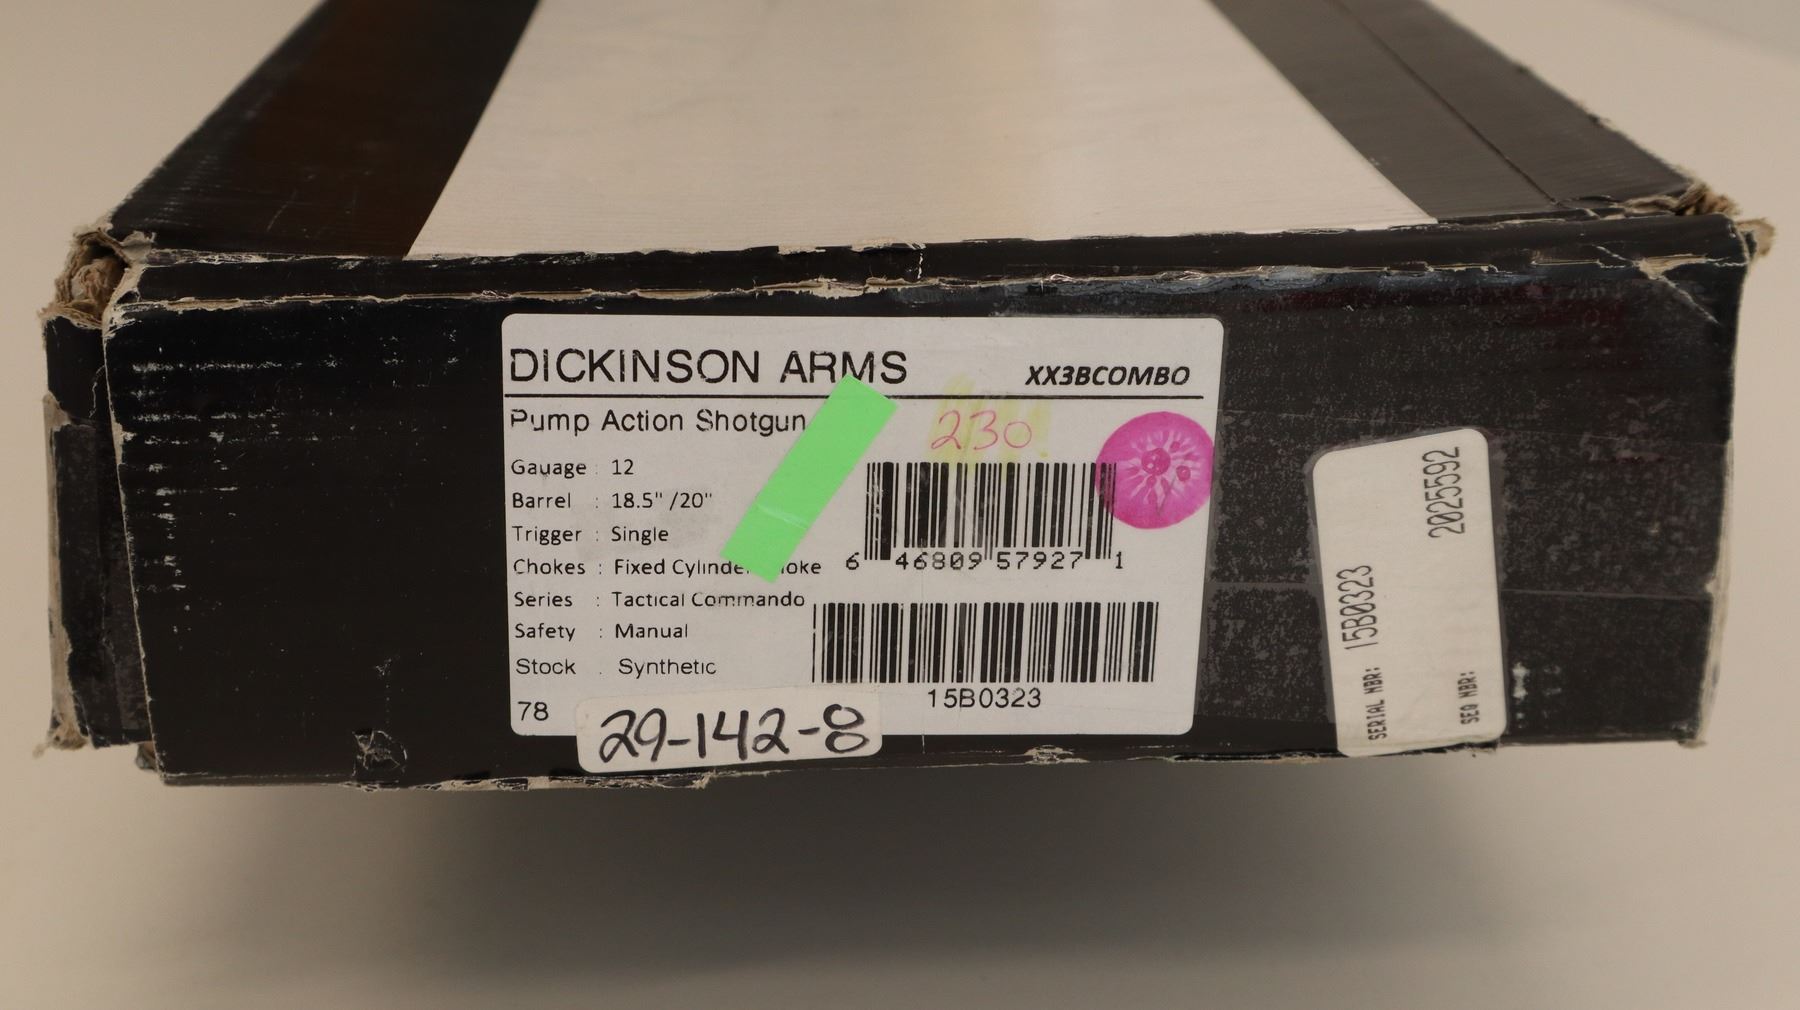 DICKINSON ARMS
XX3BCOMBO
Pump Action Shotgun
230
Gauage : 12
Barrel : 18.5" /20"
Trigger : Single
Chokes : Fixed
Series : Tactical Commando
Safety : Manual
Stock : Synthetic
78
6 46809 57927 1
15B0323
29-142-8
SERIAL NBR: 15B0323
SEQ NBR: 2025592